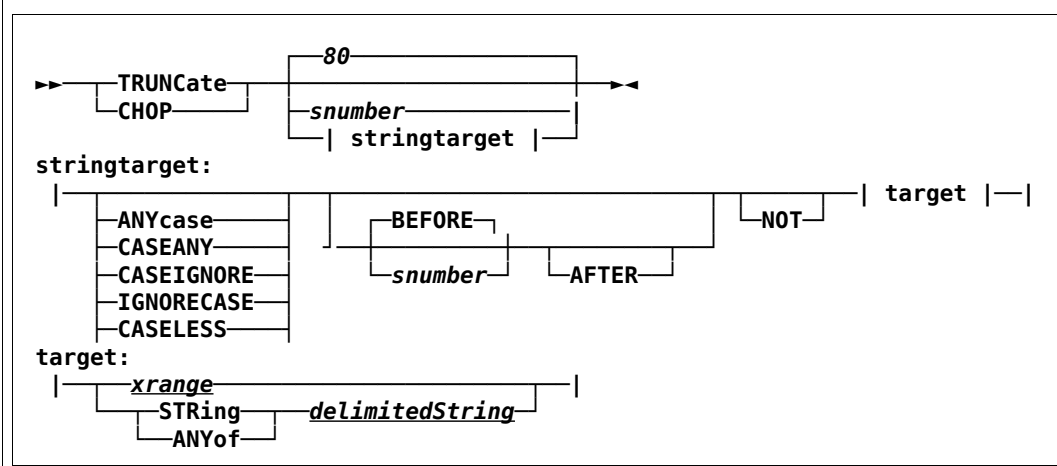 80
TRUNCate
CHOP snumber
| stringtarget |
stringtarget:
| target |
ANYcase BEFORE NOT
CASEANY
CASEIGNORE snumber AFTER
IGNORECASE
CASELESS
target:
xrange
STRing delimitedString
ANYof